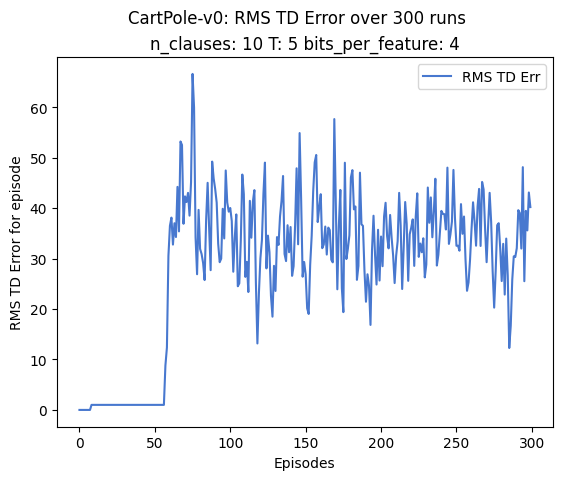 CartPole-v0: RMS TD Error over 300 runs
n_clauses: 10 T: 5 bits_per_feature: 4
RMS TD Err
RMS TD Error for episode
60
50
40
30
20
10
0
0 50 100 150 200 250 300
Episodes